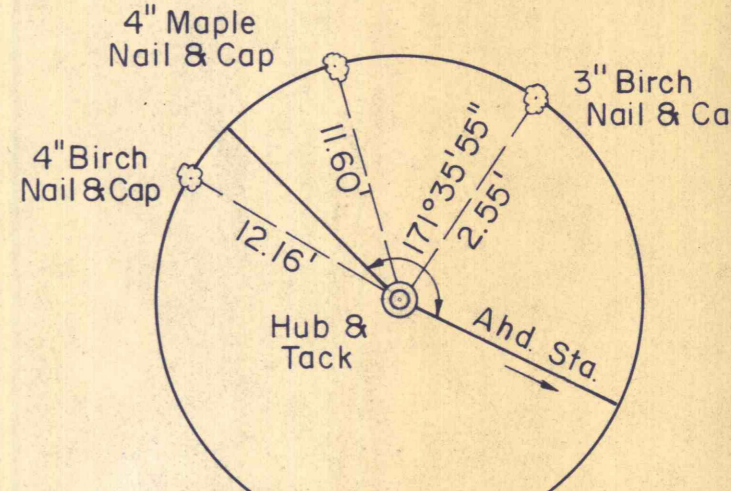 4" Maple
Nail & Cap
3" Birch
Nail & Ca
4" Birch
Nail & Cap
11.60'
171°35'55"
2.55'
12.16'
Hub &
Tack
Ahd. Sta.